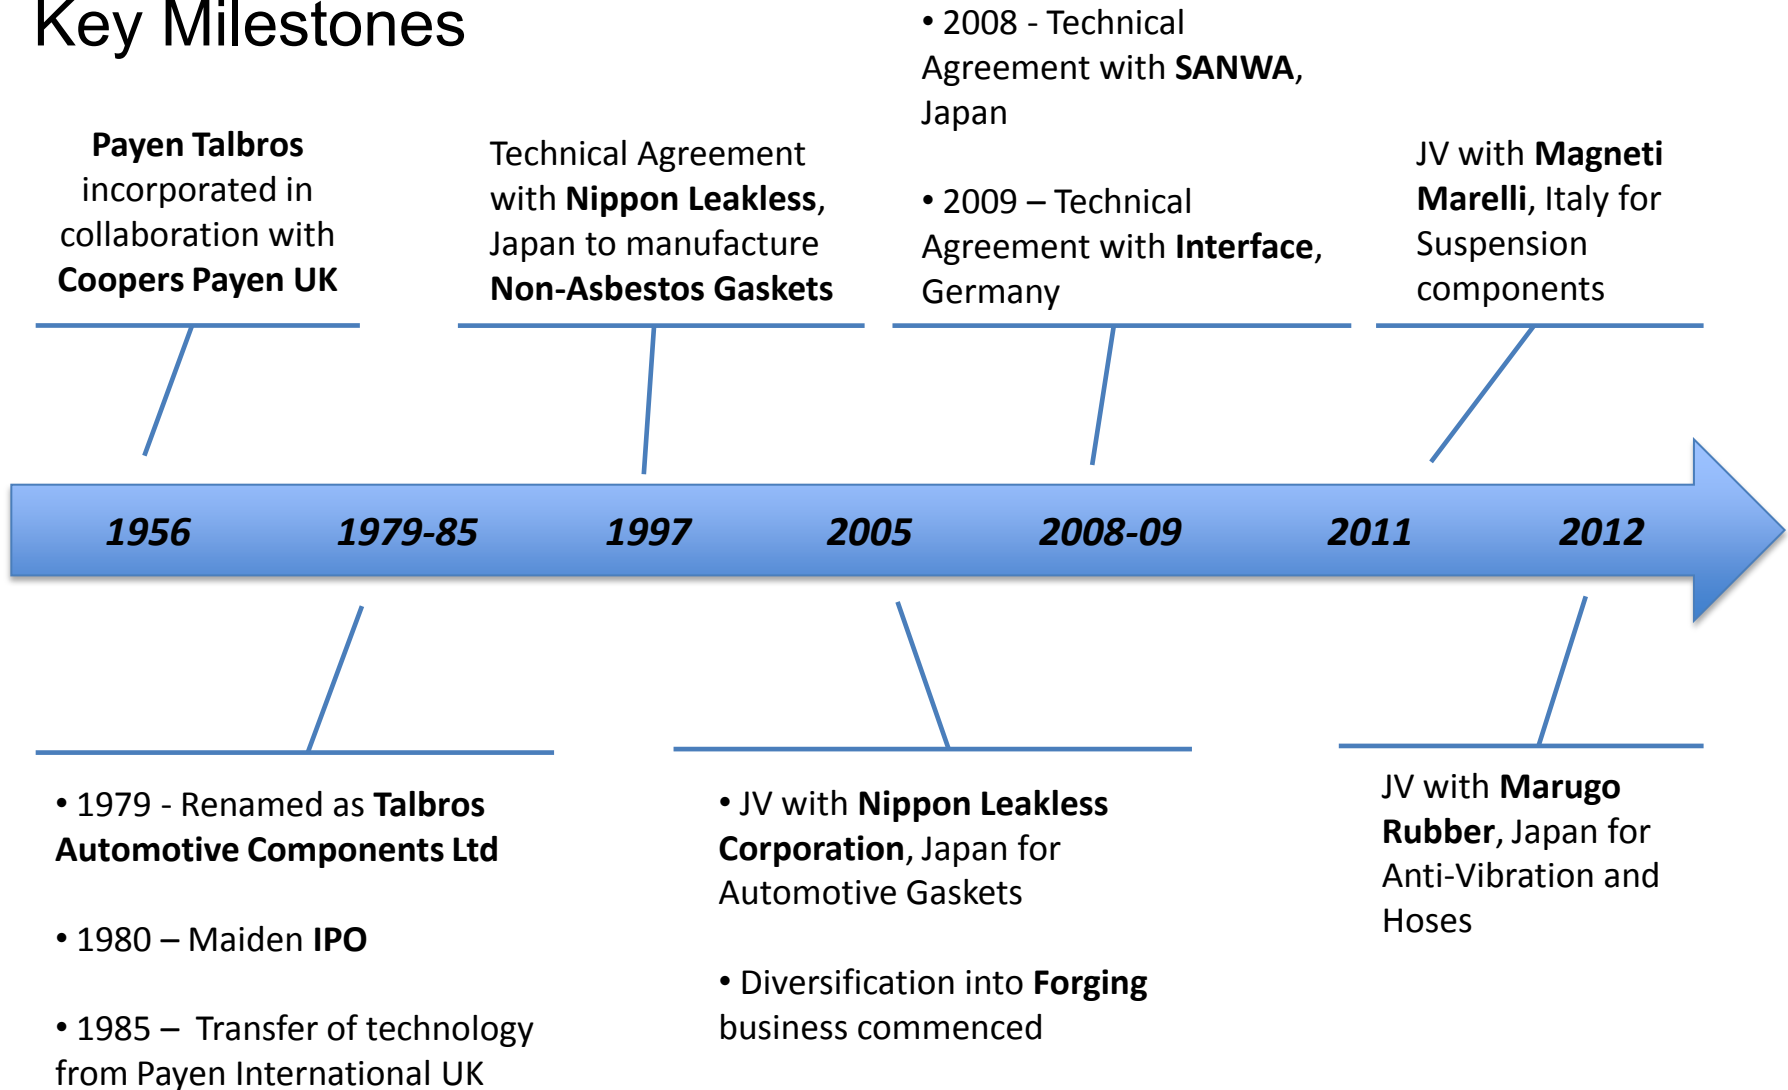 Key Milestones
Payen Talbros
incorporated in
collaboration with
Coopers Payen UK
Technical Agreement
with Nippon Leakless,
Japan to manufacture
Non-Asbestos Gaskets
• 2008 - Technical
Agreement with SANWA,
Japan
• 2009 – Technical
Agreement with Interface,
Germany
JV with Magneti
Marelli, Italy for
Suspension
components
1956
1979-85
1997
2005
2008-09
2011
2012
• 1979 - Renamed as Talbros
Automotive Components Ltd
• 1980 – Maiden IPO
• 1985 – Transfer of technology
from Payen International UK
• JV with Nippon Leakless
Corporation, Japan for
Automotive Gaskets
• Diversification into Forging
business commenced
JV with Marugo
Rubber, Japan for
Anti-Vibration and
Hoses